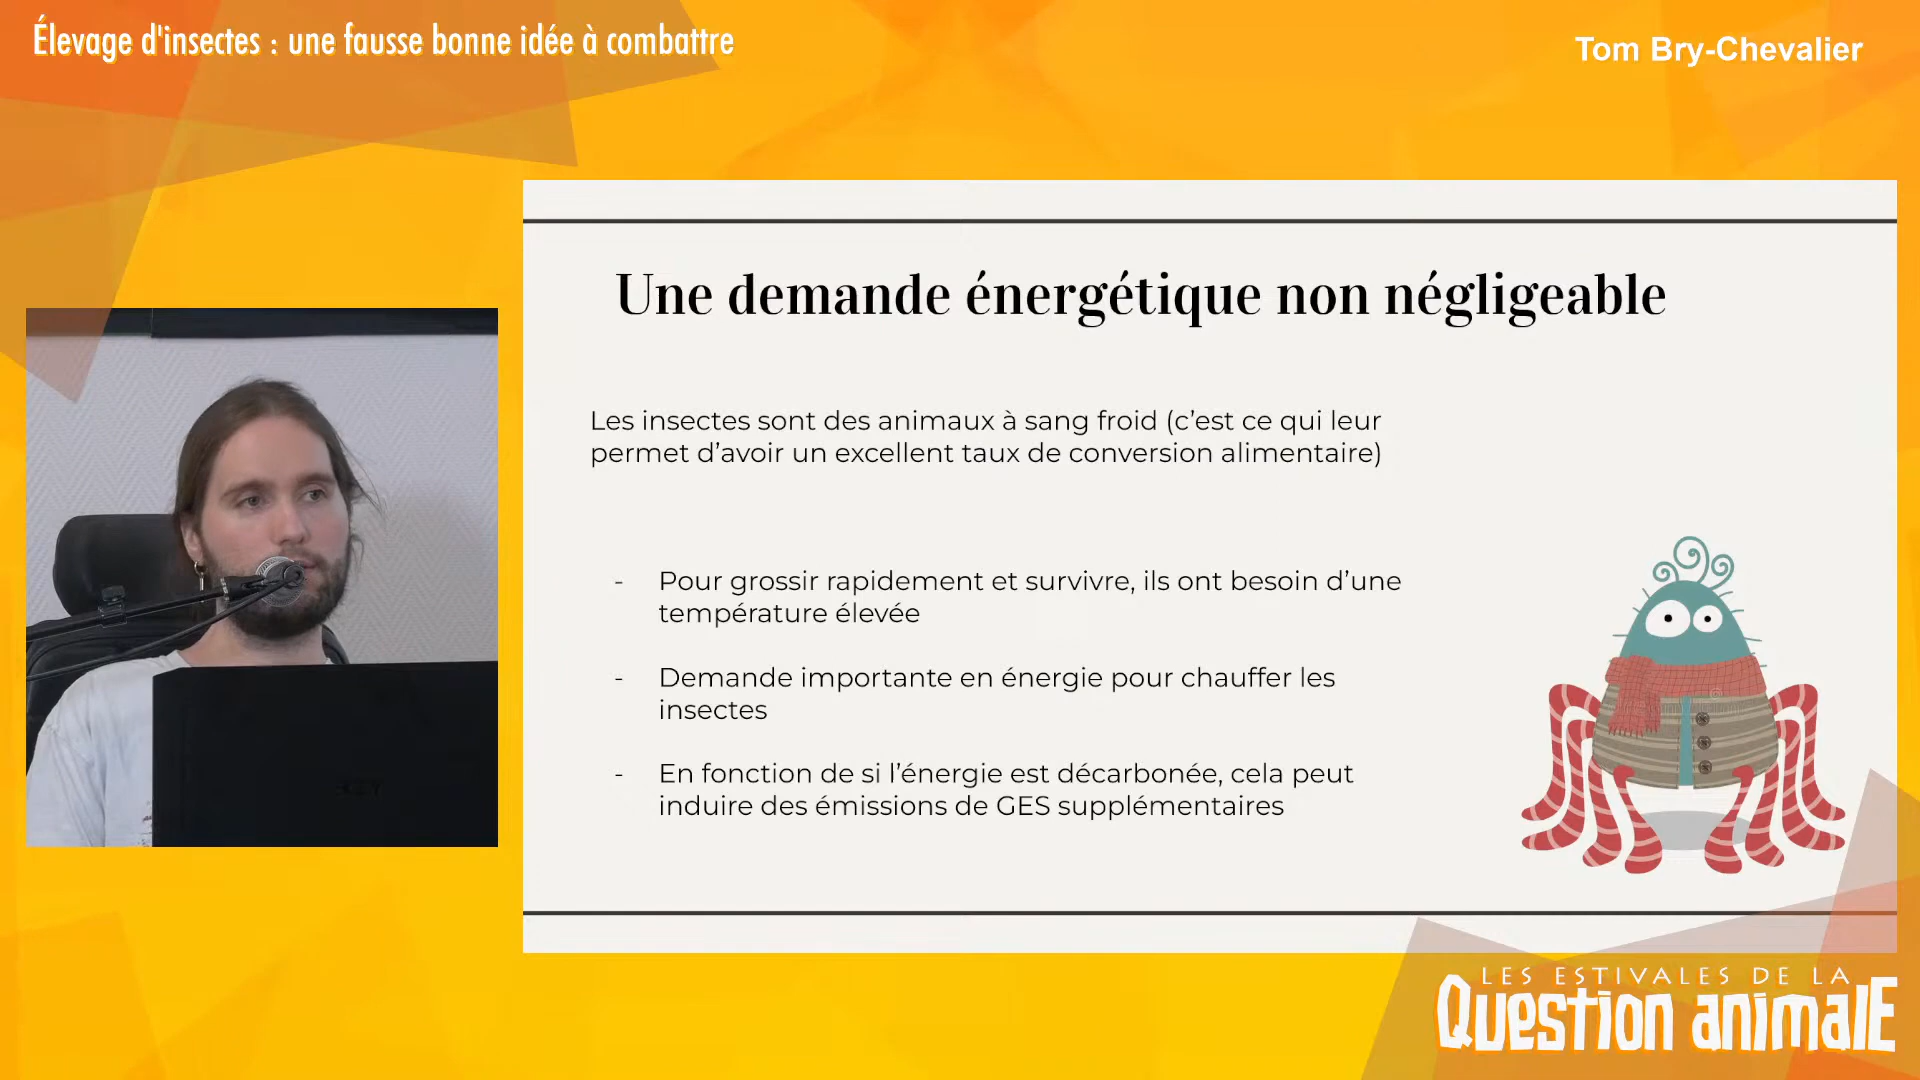 Élevage d'insectes : une fausse bonne idée à combattre
Tom Bry-Chevalier
Une demande énergétique non négligeable
Les insectes sont des animaux à sang froid (c’est ce qui leur
permet d’avoir un excellent taux de conversion alimentaire)
- Pour grossir rapidement et survivre, ils ont besoin d’une
température élevée
- Demande importante en énergie pour chauffer les
insectes
- En fonction de si l’énergie est décarbonée, cela peut
induire des émissions de GES supplémentaires
LES ESTIVALES DE LA
Question animalE